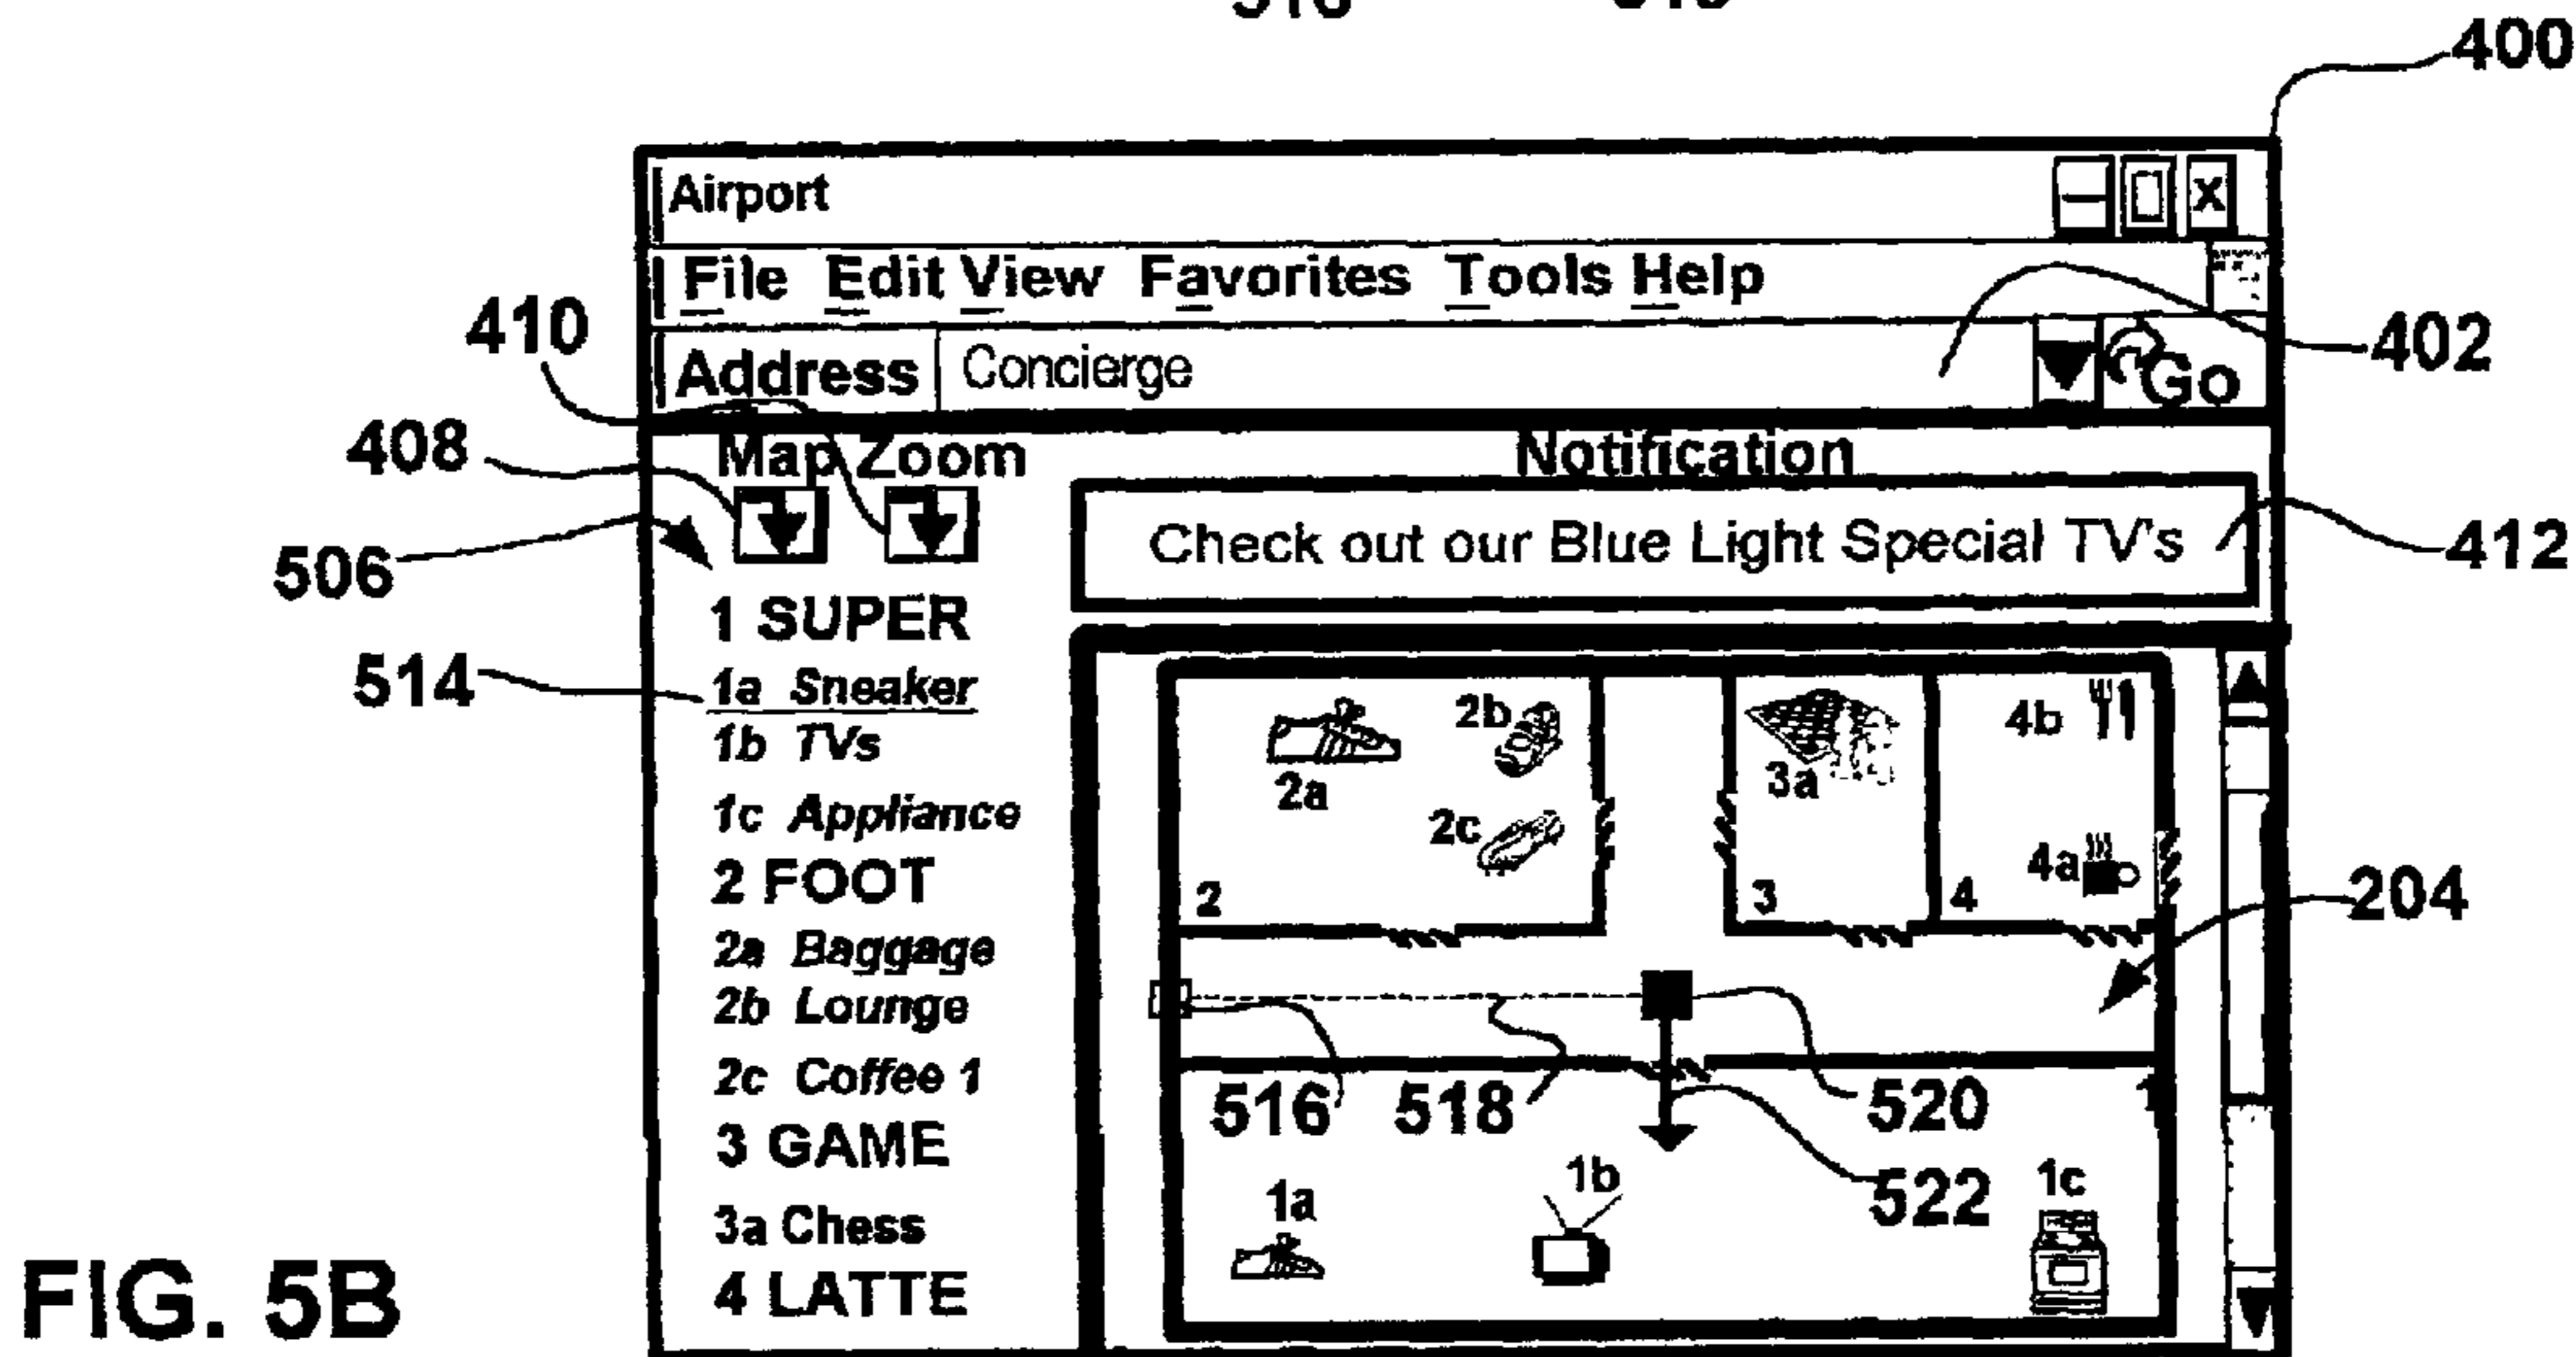 400
Airport
File Edit View Favorites Tools Help
410
402
Address Concierge Go
408
Map Zoom Notification
506
Check out our Blue Light Special TV's
412
1 SUPER
514
1a Sneaker
1b TVs
1c Appliance
2 FOOT
2a Baggage
2b Lounge
2c Coffee 1
3 GAME
3a Chess
4 LATTE
2b 4b
2a 3a
2c 4a
2 3 4
204
516 518 520
1
522
1a 1b 1c
FIG. 5B